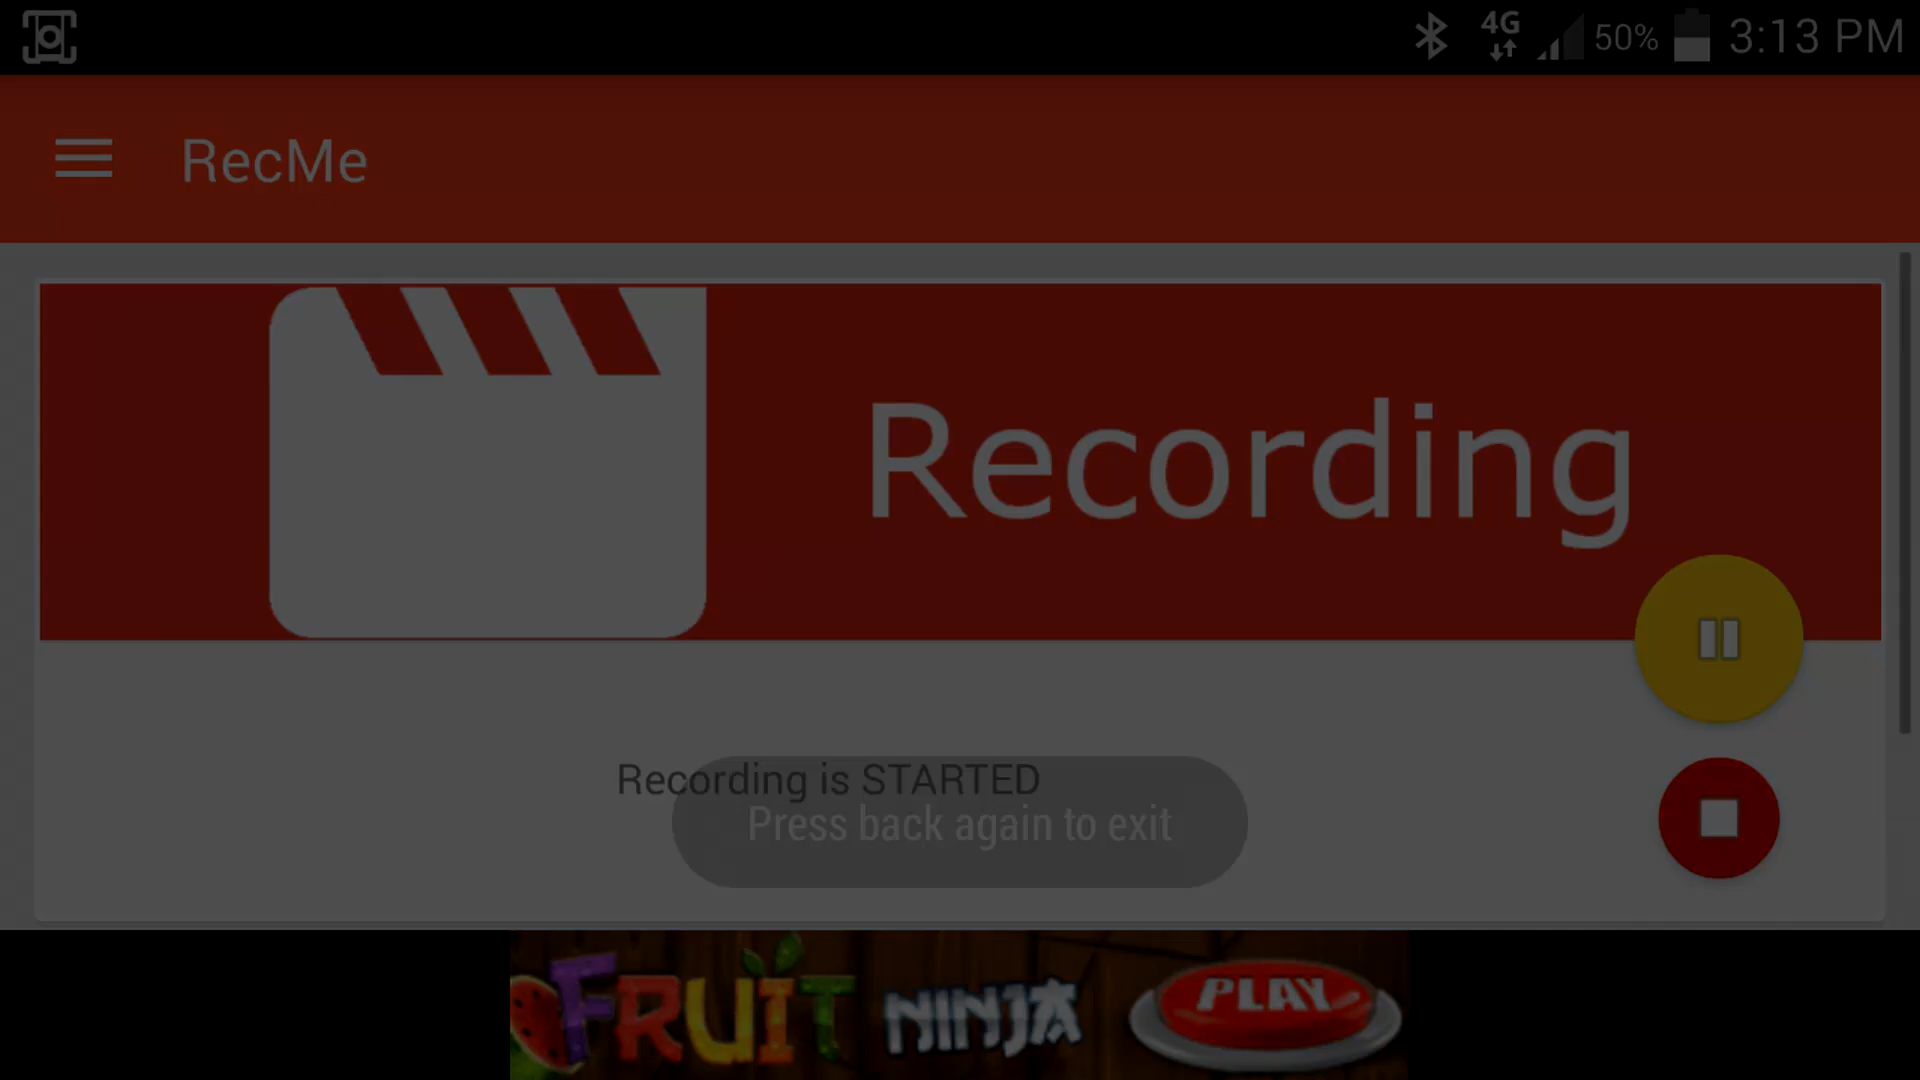 4G 50% 3:13 PM
RecMe
Recording
Recording is STARTED
Press back again to exit
FRUIT NINJA PLAY